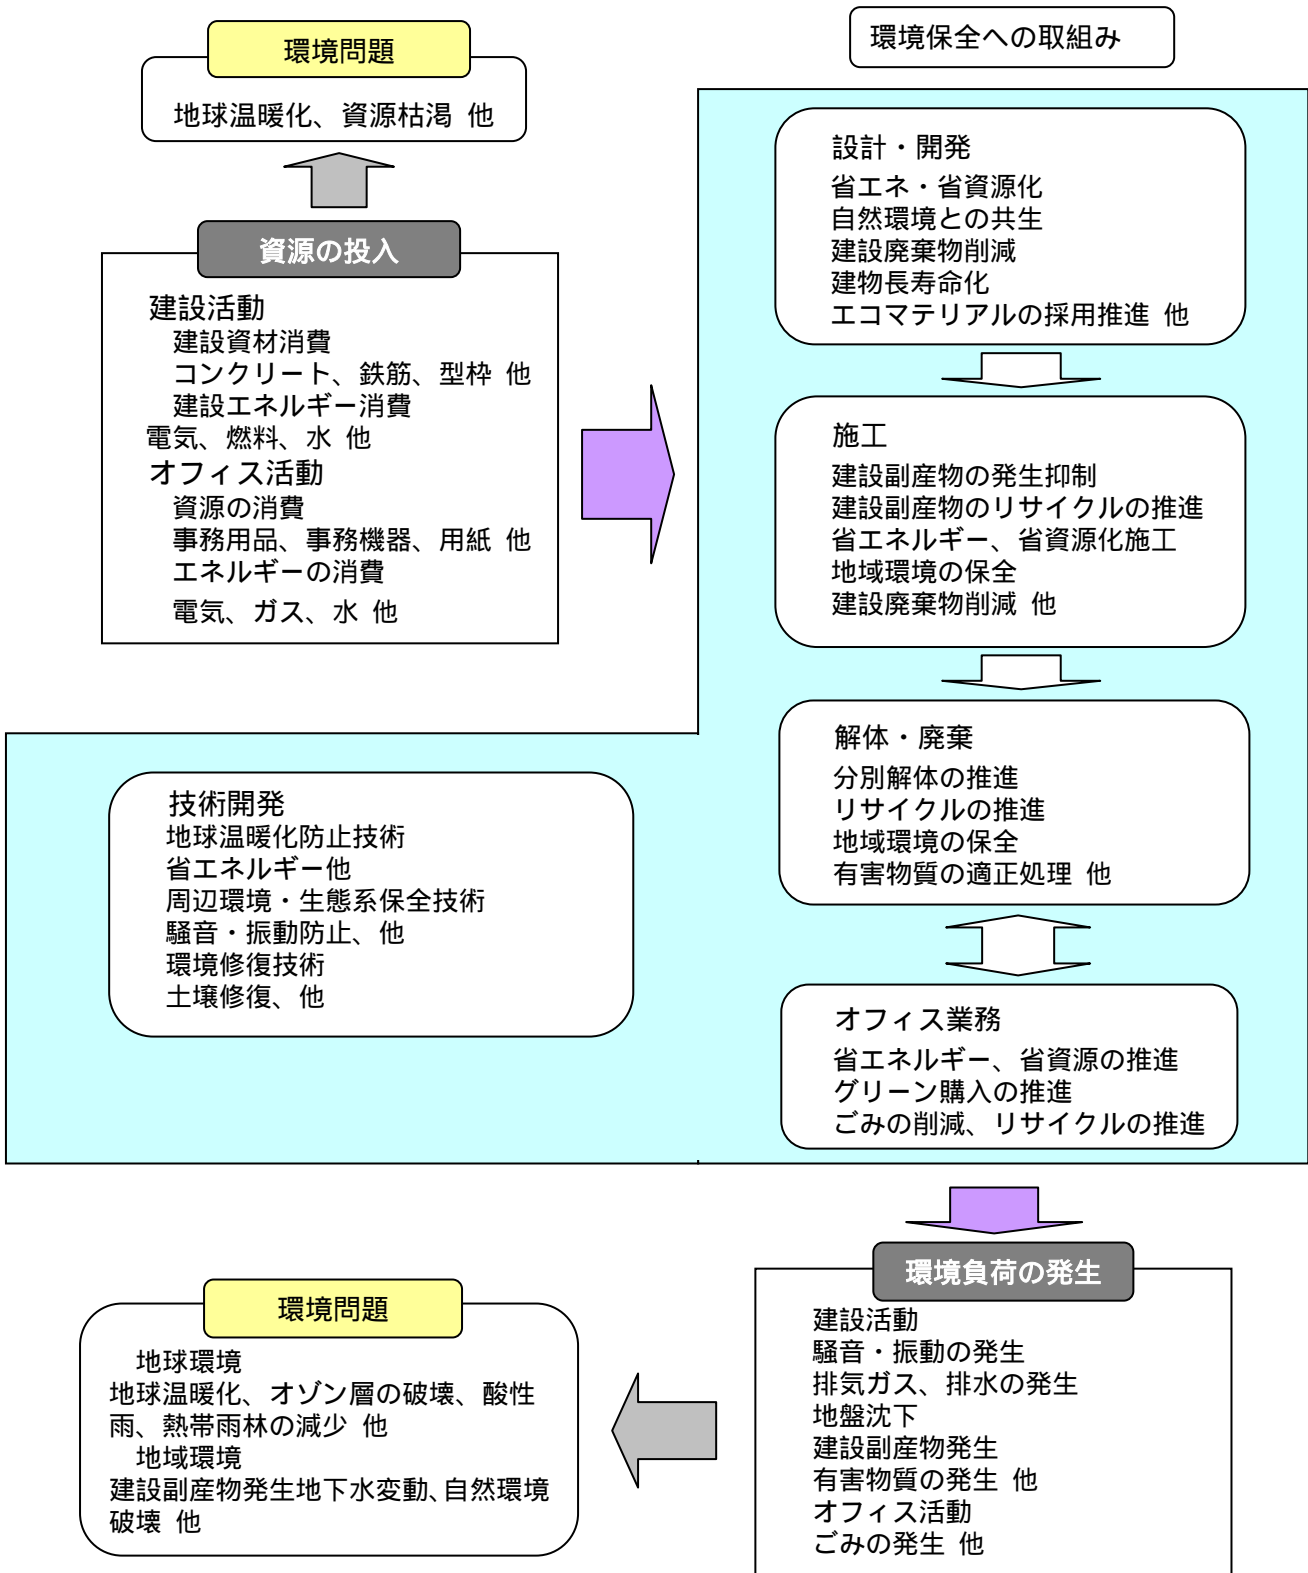 環境問題
地球温暖化、資源枯渇 他
資源の投入
建設活動
建設資材消費
コンクリート、鉄筋、型枠 他
建設エネルギー消費
電気、燃料、水 他
オフィス活動
資源の消費
事務用品、事務機器、用紙 他
エネルギーの消費
電気、ガス、水 他
環境保全への取組み
設計・開発
省エネ・省資源化
自然環境との共生
建設廃棄物削減
建物長寿命化
エコマテリアルの採用推進 他
施工
建設副産物の発生抑制
建設副産物のリサイクルの推進
省エネルギー、省資源化施工
地域環境の保全
建設廃棄物削減 他
解体・廃棄
分別解体の推進
リサイクルの推進
地域環境の保全
有害物質の適正処理 他
オフィス業務
省エネルギー、省資源の推進
グリーン購入の推進
ごみの削減、リサイクルの推進
技術開発
地球温暖化防止技術
省エネルギー他
周辺環境・生態系保全技術
騒音・振動防止、他
環境修復技術
土壌修復、他
環境負荷の発生
建設活動
騒音・振動の発生
排気ガス、排水の発生
地盤沈下
建設副産物発生
有害物質の発生 他
オフィス活動
ごみの発生 他
環境問題
地球環境
地球温暖化、オゾン層の破壊、酸性
雨、熱帯雨林の減少 他
地域環境
建設副産物発生地下水変動、自然環境
破壊 他